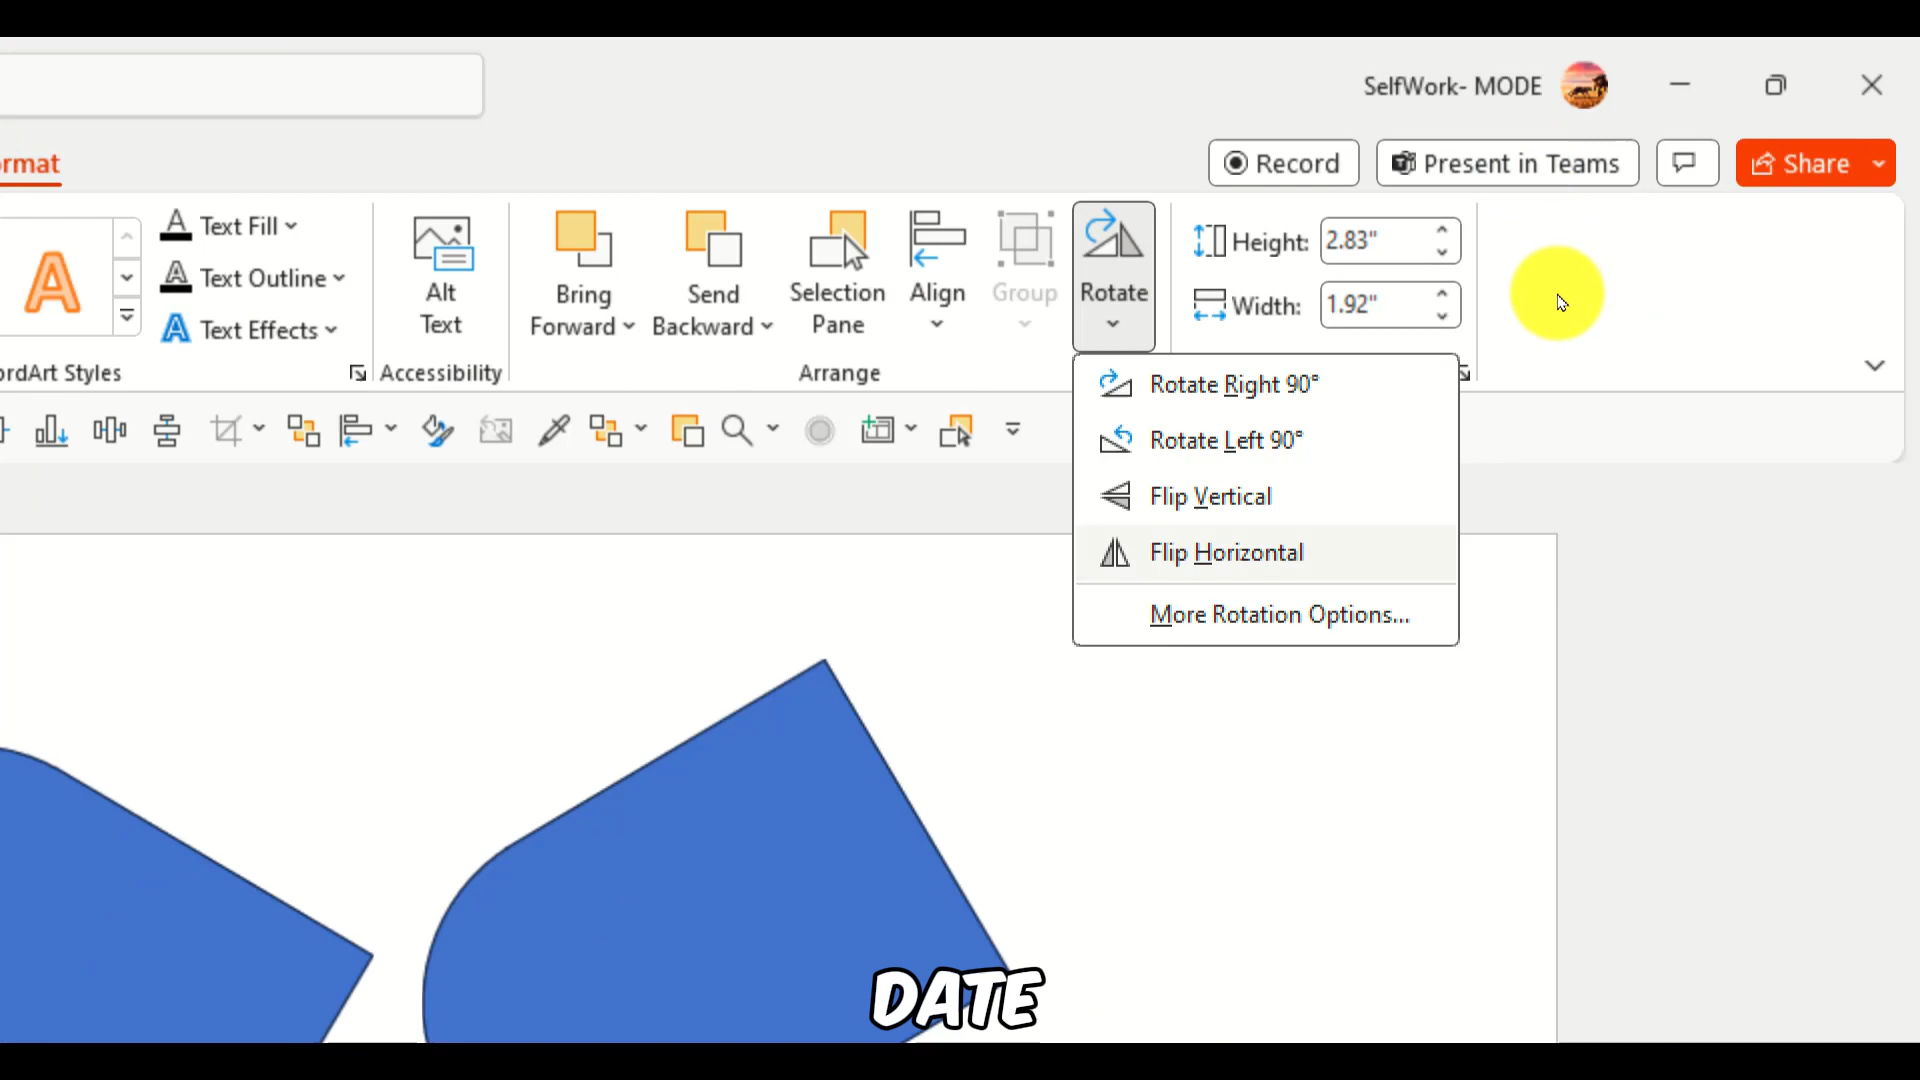 SelfWork- MODE
ormat
Record
Present in Teams
Share
A
Text Fill
Text Outline
Text Effects
ordArt Styles
Alt
Text
Accessibility
Bring
Forward
Send
Backward
Selection
Pane
Align
Group
Rotate
Arrange
Height: 2.83"
Width: 1.92"
Rotate Right 90°
Rotate Left 90°
Flip Vertical
Flip Horizontal
More Rotation Options...
DATE